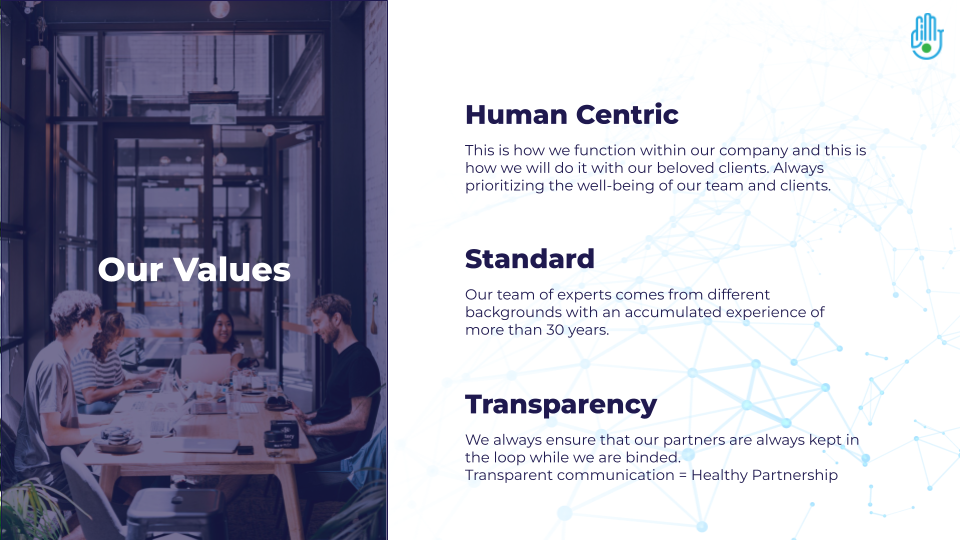 Our Values
Human Centric
This is how we function within our company and this is
how we will do it with our beloved clients. Always
prioritizing the well-being of our team and clients.
Standard
Our team of experts comes from different
backgrounds with an accumulated experience of
more than 30 years.
Transparency
We always ensure that our partners are always kept in
the loop while we are binded.
Transparent communication = Healthy Partnership